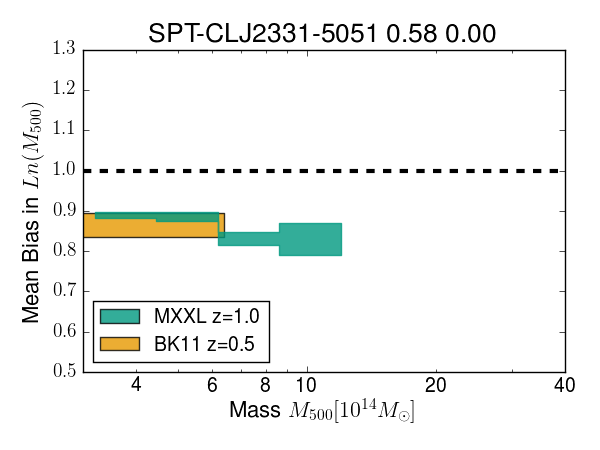 SPT-CLJ2331-5051 0.58 0.00
Mean Bias in Ln(M500)
1.3
1.2
1.1
1.0
0.9
0.8
0.7
0.6
0.5
MXXL z=1.0
BK11 z=0.5
4 6 8 10 20 40
Mass M500[10^14 M⊙]